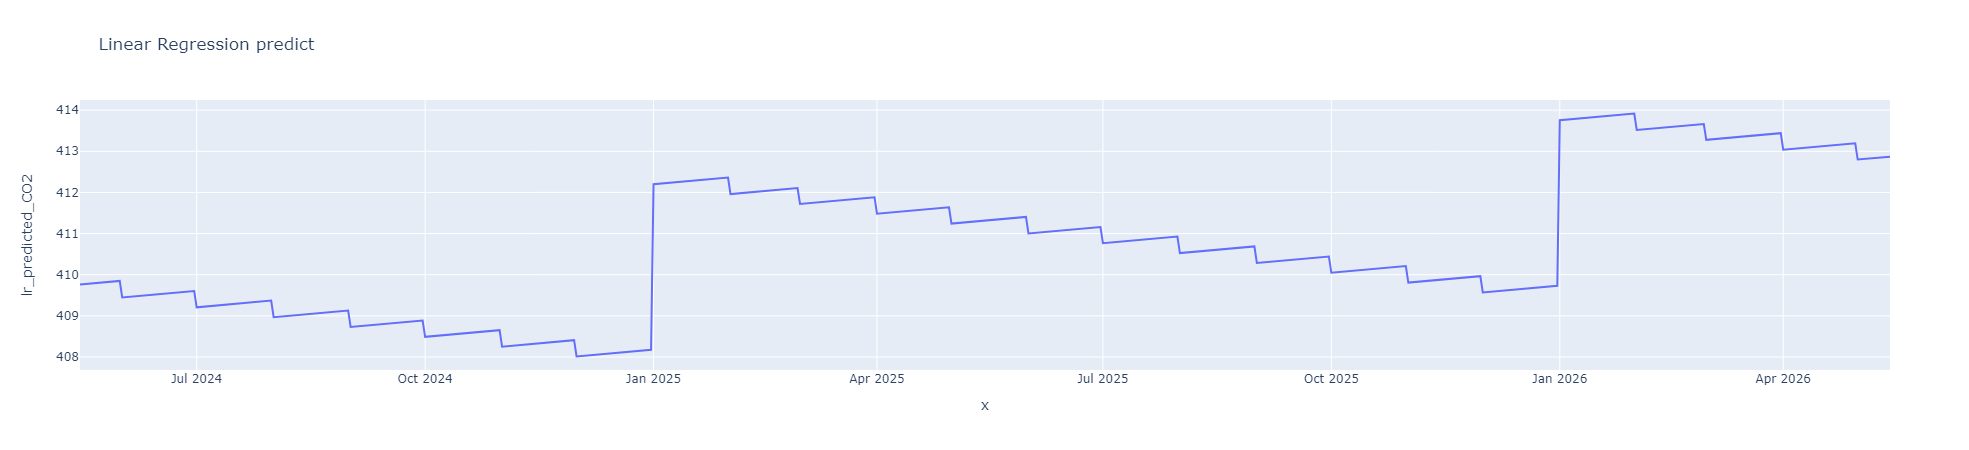 Linear Regression predict
414
413
412
411
410
409
408
lr_predicted_CO2
Jul 2024
Oct 2024
Jan 2025
Apr 2025
Jul 2025
Oct 2025
Jan 2026
Apr 2026
x